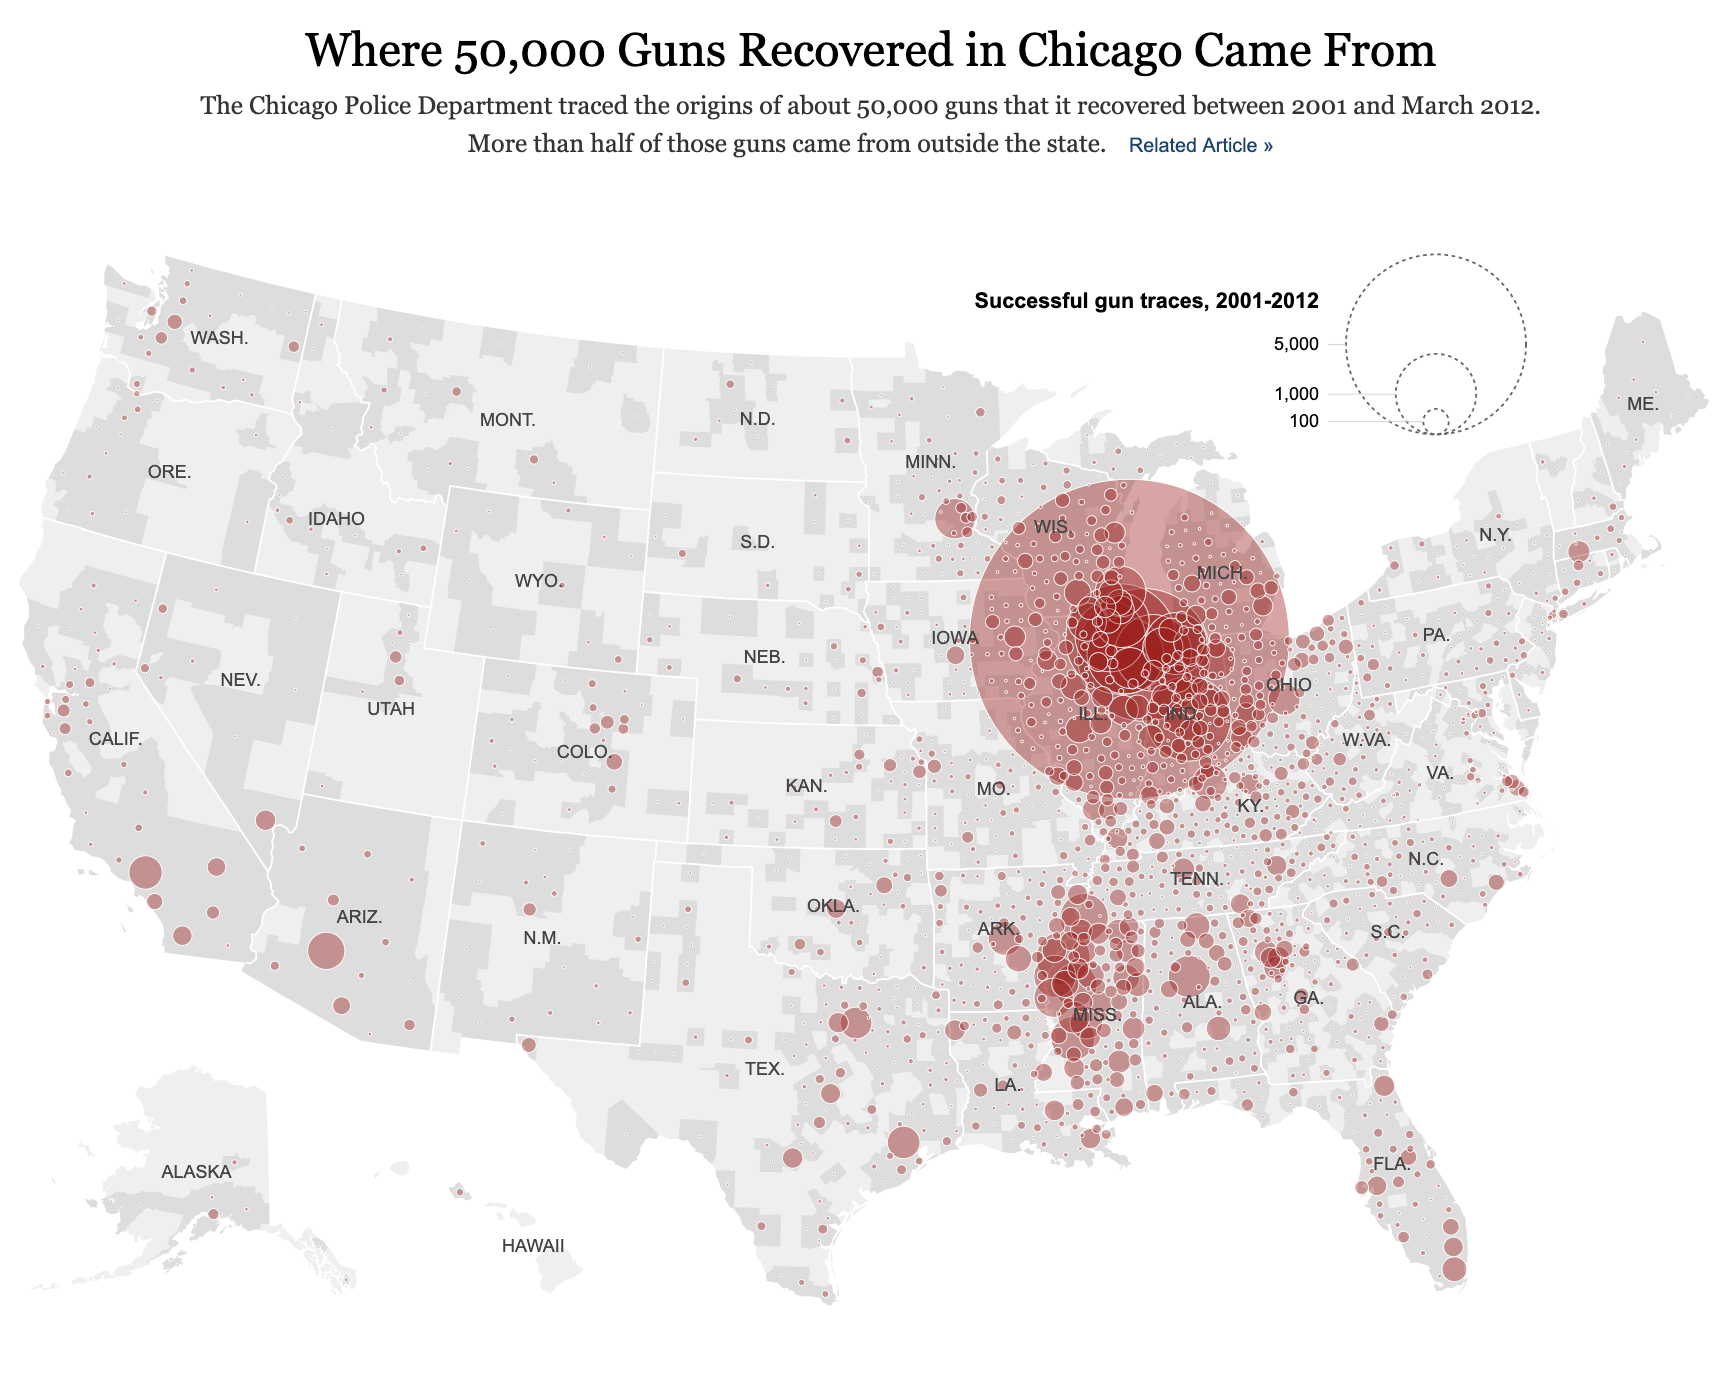 Where 50,000 Guns Recovered in Chicago Came From
The Chicago Police Department traced the origins of about 50,000 guns that it recovered between 2001 and March 2012.
More than half of those guns came from outside the state. Related Article »
Successful gun traces, 2001-2012
5,000
1,000
100
WASH.
MONT.
N.D.
MINN.
ME.
ORE.
IDAHO
S.D.
WIS.
N.Y.
WYO.
MICH.
IOWA
PA.
NEB.
NEV.
UTAH
OHIO
ILL.
IND.
CALIF.
COLO.
W.VA.
KAN.
MO.
VA.
KY.
N.C.
TENN.
OKLA.
ARIZ.
N.M.
ARK.
S.C.
ALA.
GA.
MISS.
TEX.
LA.
FLA.
ALASKA
HAWAII